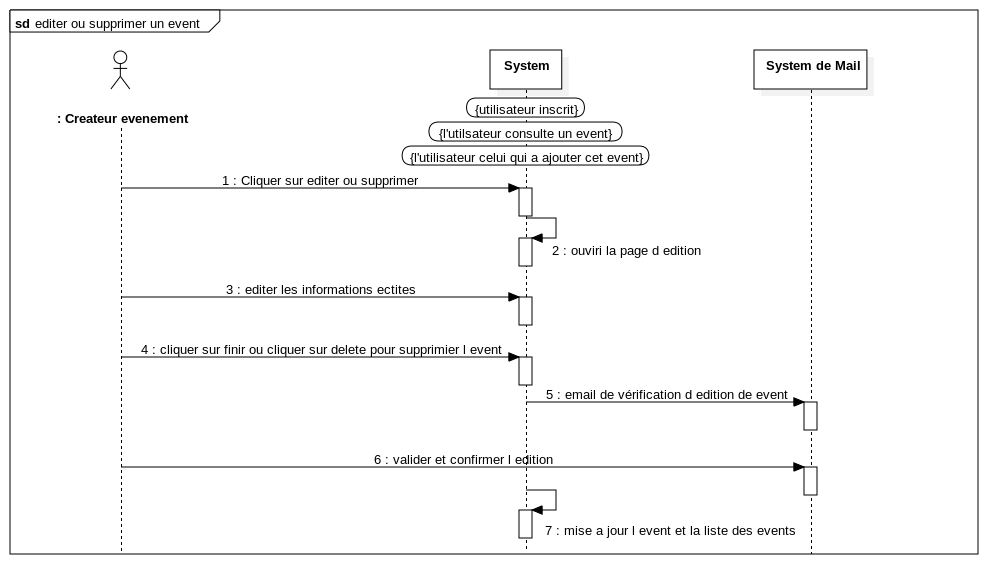 sd editer ou supprimer un event
System
System de Mail
: Createur evenement
{utilisateur inscrit}
{l'utilsateur consulte un event}
{l'utilisateur celui qui a ajouter cet event}
1 : Cliquer sur editer ou supprimer
2 : ouviri la page d edition
3 : editer les informations ectites
4 : cliquer sur finir ou cliquer sur delete pour supprimier l event
5 : email de vérification d edition de event
6 : valider et confirmer l edition
7 : mise a jour l event et la liste des events